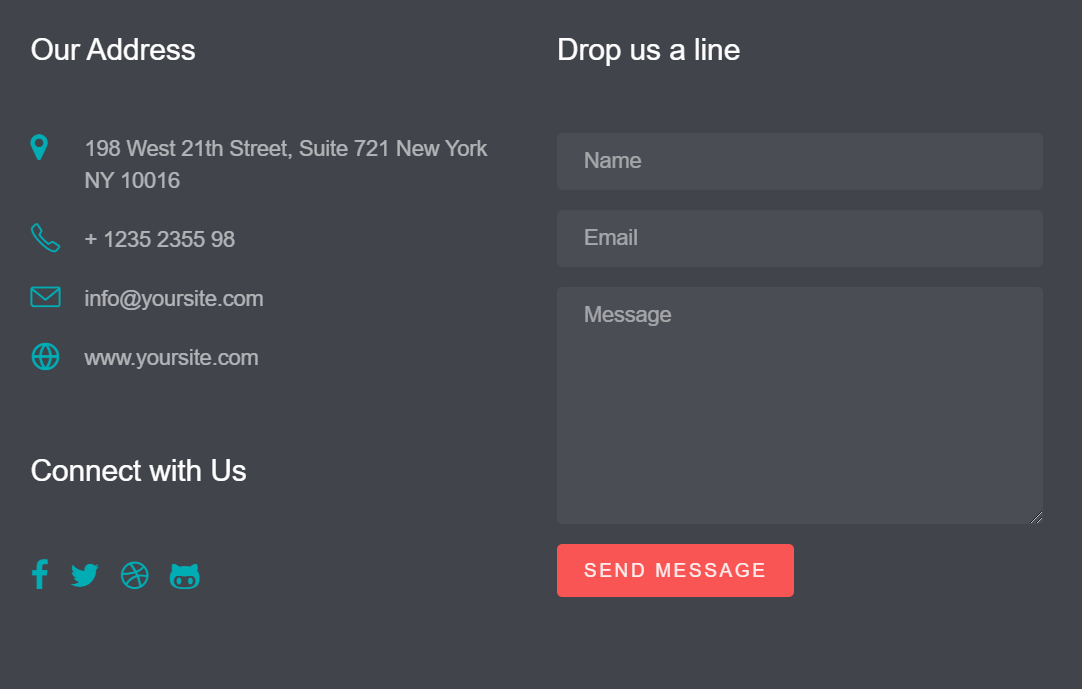 Our Address
198 West 21th Street, Suite 721 New York
NY 10016
+ 1235 2355 98
info@yoursite.com
www.yoursite.com
Connect with Us
Drop us a line
Name
Email
Message
SEND MESSAGE